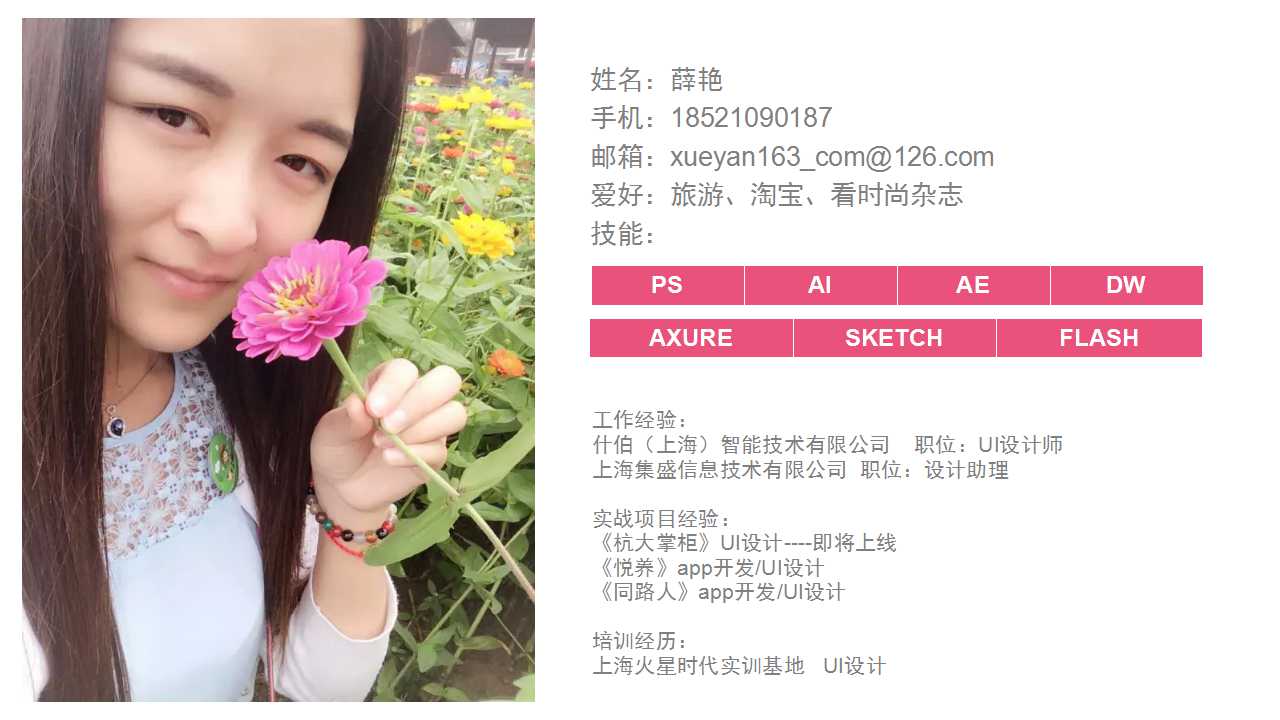 姓名：薛艳
手机：18521090187
邮箱：xueyan163_com@126.com
爱好：旅游、淘宝、看时尚杂志
技能：
PS AI AE DW
AXURE SKETCH FLASH
工作经验：
什伯（上海）智能技术有限公司 职位：UI设计师
上海集盛信息技术有限公司 职位：设计助理
实战项目经验：
《杭大掌柜》UI设计----即将上线
《悦养》app开发/UI设计
《同路人》app开发/UI设计
培训经历：
上海火星时代实训基地 UI设计